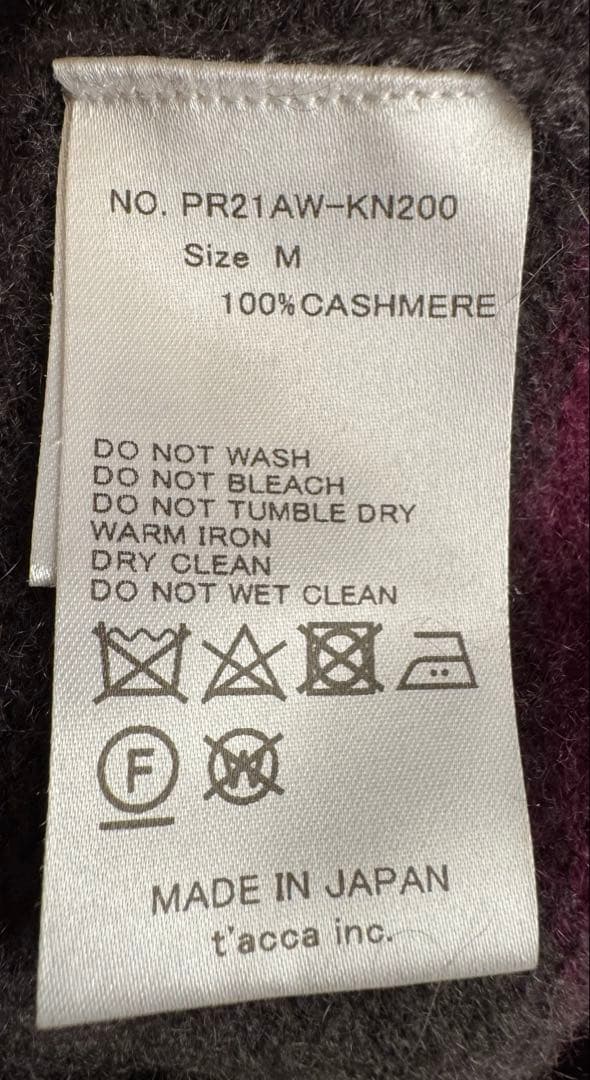 NO. PR21AW-KN200
Size M
100%CASHMERE
DO NOT WASH
DO NOT BLEACH
DO NOT TUMBLE DRY
WARM IRON
DRY CLEAN
DO NOT WET CLEAN
F W
MADE IN JAPAN
t'acca inc.